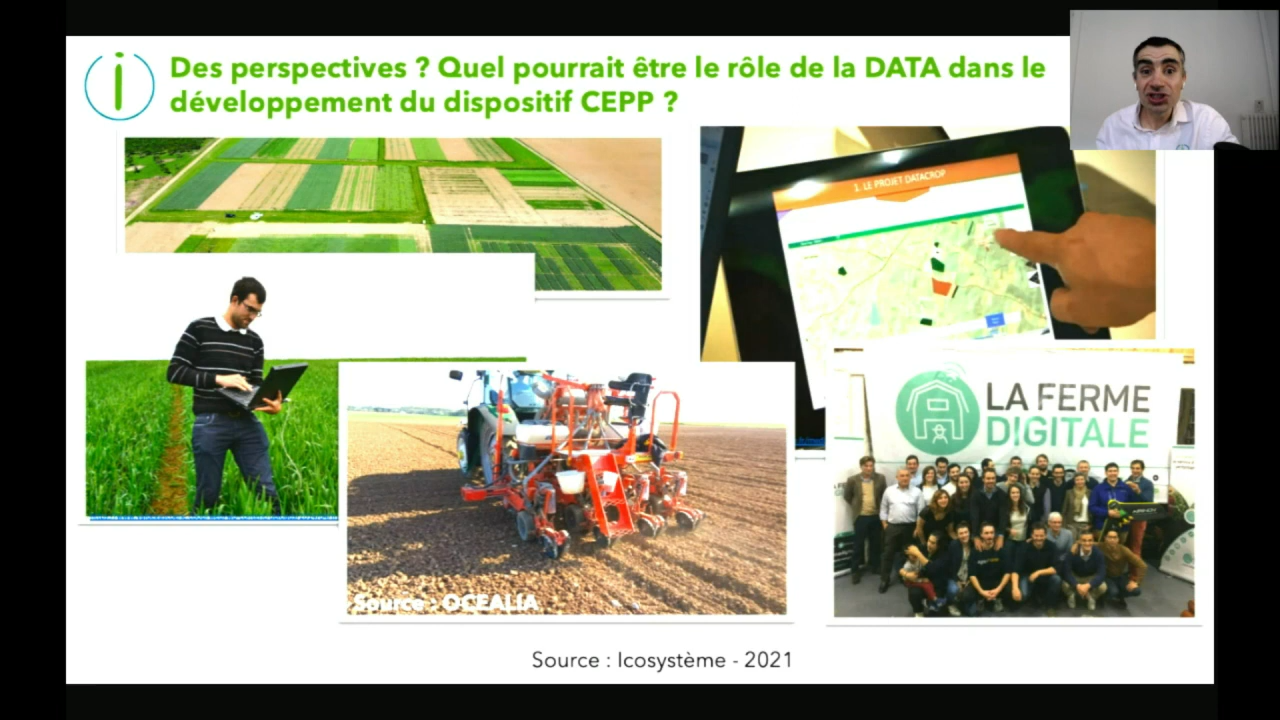 Des perspectives ? Quel pourrait être le rôle de la DATA dans le
développement du dispositif CEPP ?
1. LE PROJET DATACROP
LA FERME
DIGITALE
Source : OCEALIA
Source : Icosystème - 2021